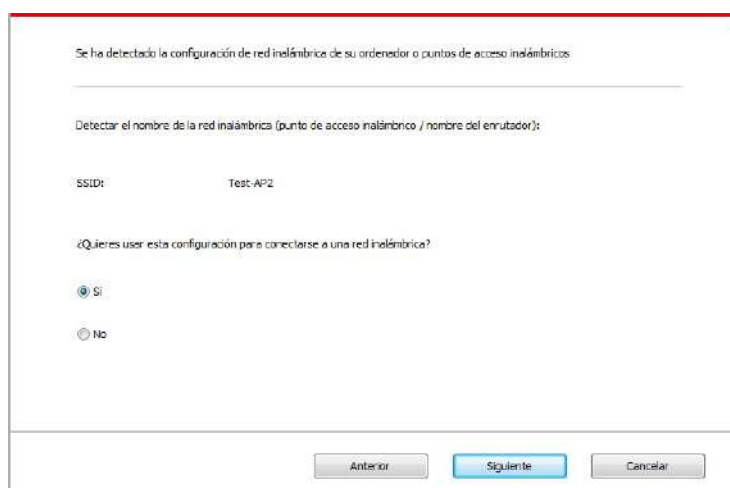 Se ha detectado la configuración de red inalámbrica de su ordenador o puntos de acceso inalámbricos
Detectar el nombre de la red inalámbrica (punto de acceso inalámbrico / nombre del enrutador):
SSID: Test-AP2
¿Quieres usar esta configuración para conectarse a una red inalámbrica?
Sí
No
Anterior Siguiente Cancelar